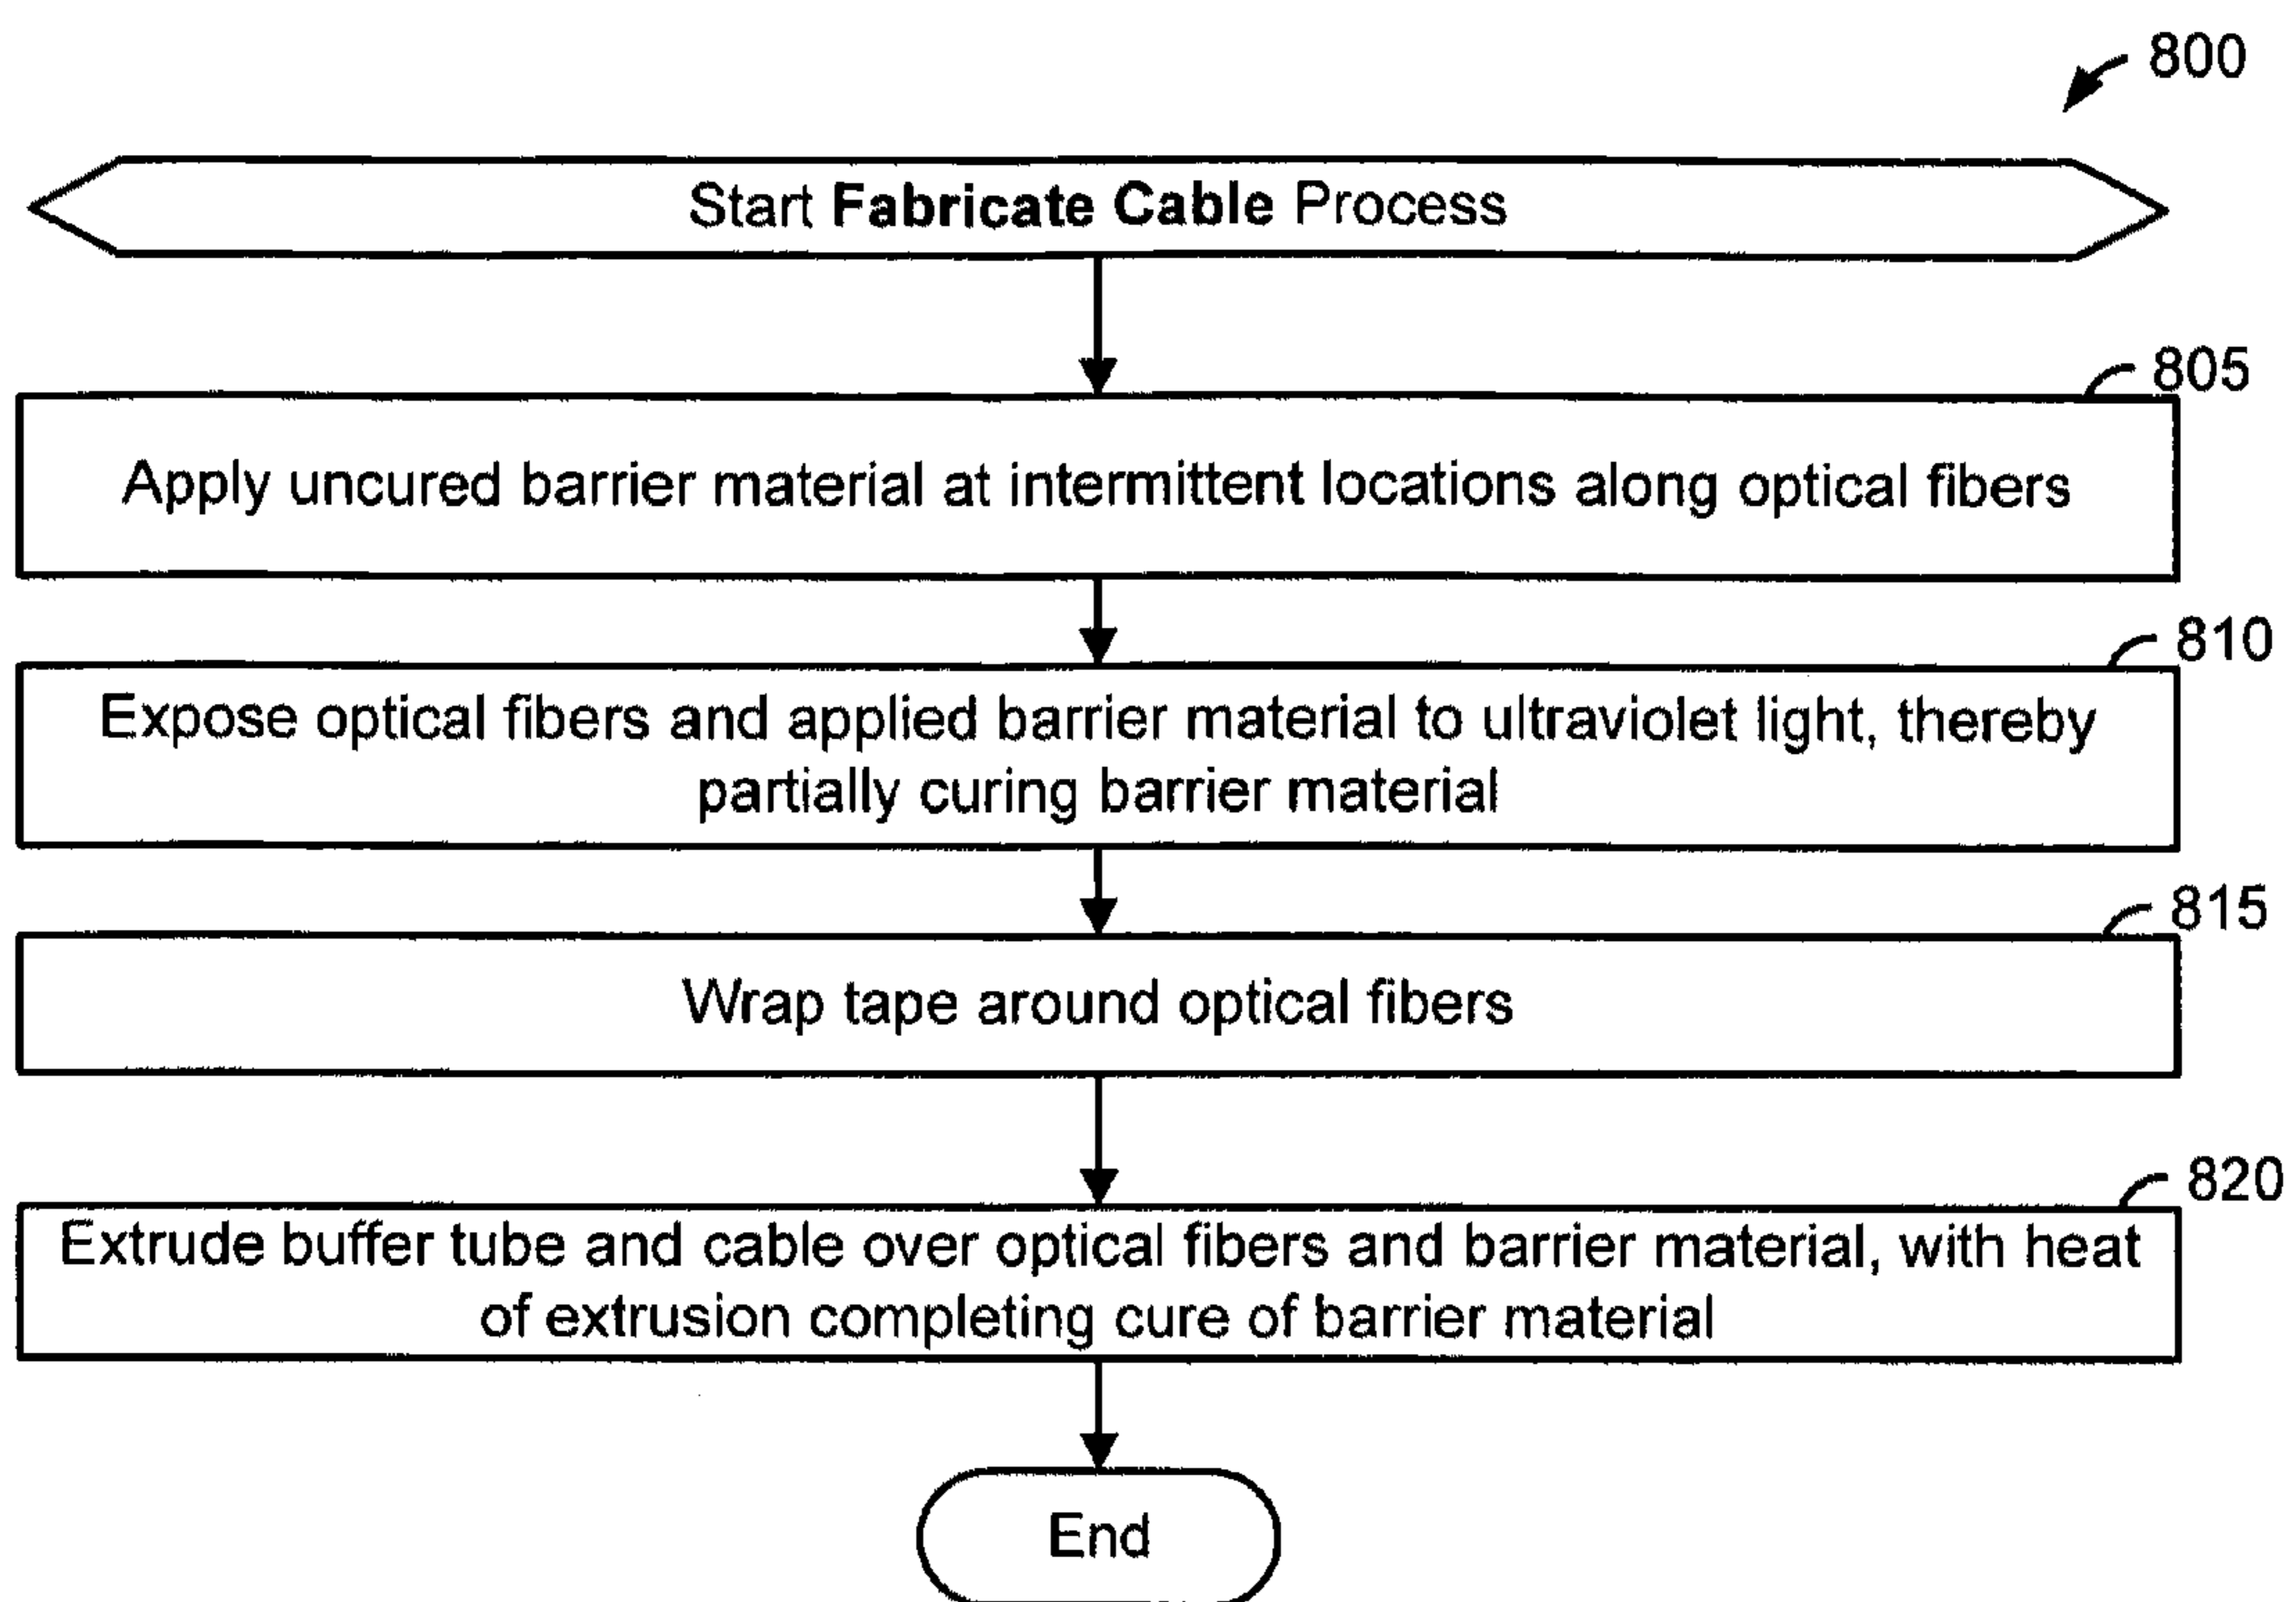 800
Start Fabricate Cable Process
805
Apply uncured barrier material at intermittent locations along optical fibers
810
Expose optical fibers and applied barrier material to ultraviolet light, thereby
partially curing barrier material
815
Wrap tape around optical fibers
820
Extrude buffer tube and cable over optical fibers and barrier material, with heat
of extrusion completing cure of barrier material
End